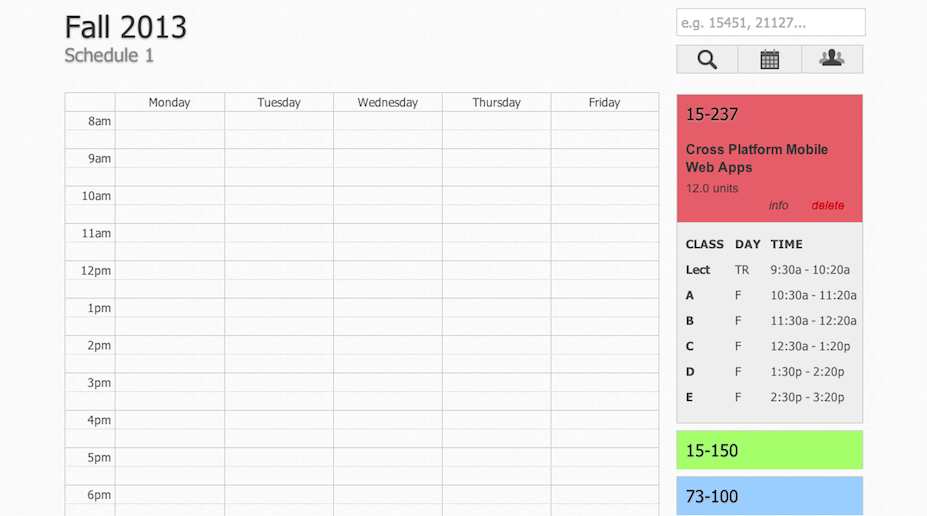 Fall 2013
Schedule 1
e.g. 15451, 21127...
Monday Tuesday Wednesday Thursday Friday
8am
9am
10am
11am
12pm
1pm
2pm
3pm
4pm
5pm
6pm
15-237
Cross Platform Mobile
Web Apps
12.0 units
info delete
CLASS DAY TIME
Lect TR 9:30a - 10:20a
A F 10:30a - 11:20a
B F 11:30a - 12:20a
C F 12:30a - 1:20p
D F 1:30p - 2:20p
E F 2:30p - 3:20p
15-150
73-100